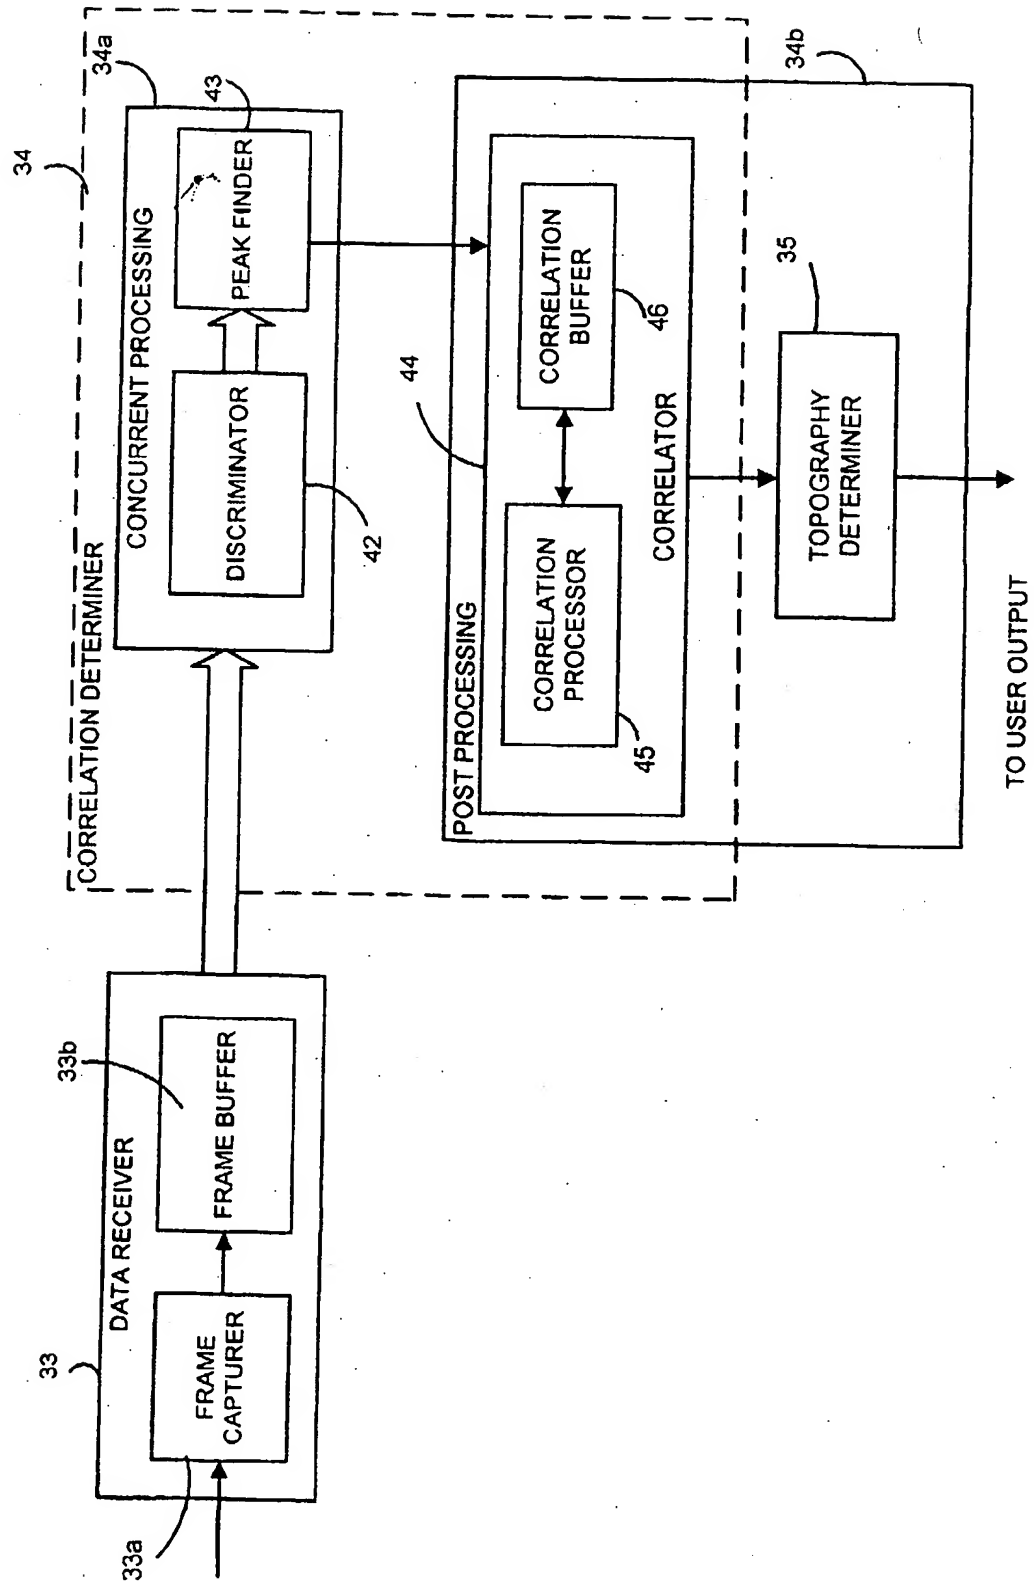 34
34a
CORRELATION DETERMINER
CONCURRENT PROCESSING
43
DISCRIMINATOR
PEAK FINDER
42
33
33b
DATA RECEIVER
FRAME
CAPTURER
FRAME BUFFER
33a
44
34b
POST PROCESSING
CORRELATION
PROCESSOR
CORRELATION
BUFFER
45
46
CORRELATOR
35
TOPOGRAPHY
DETERMINER
TO USER OUTPUT